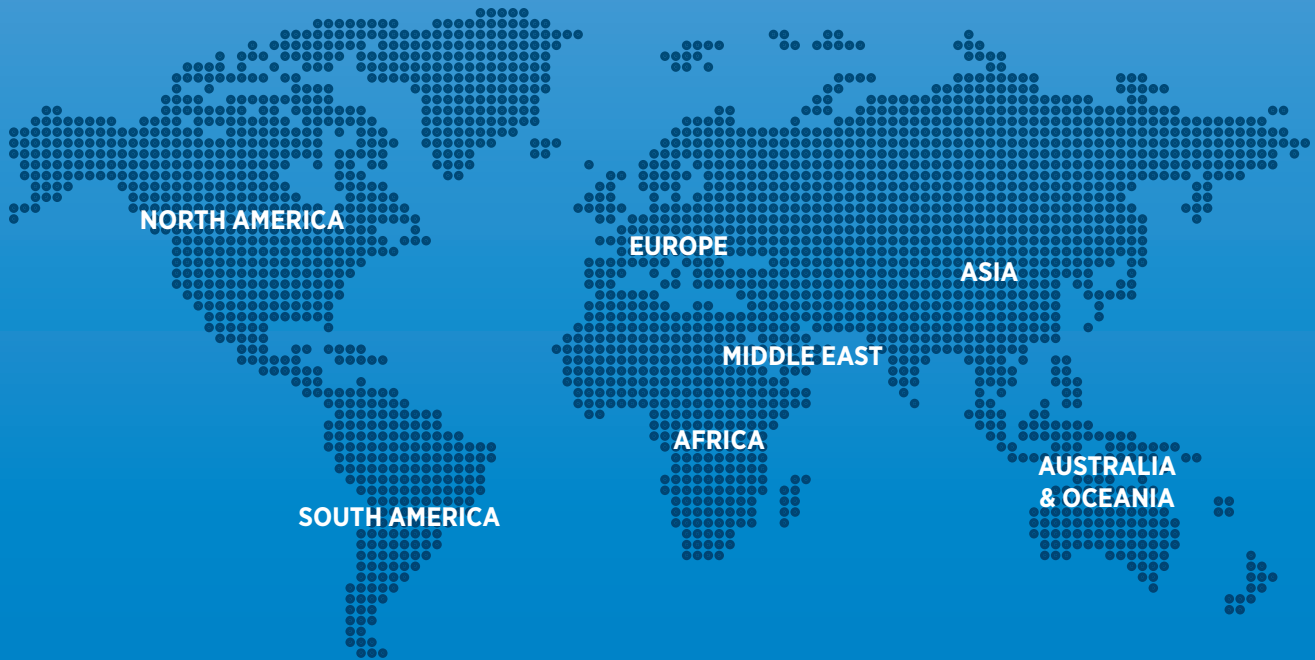 NORTH AMERICA
EUROPE
ASIA
MIDDLE EAST
AFRICA
AUSTRALIA
& OCEANIA
SOUTH AMERICA